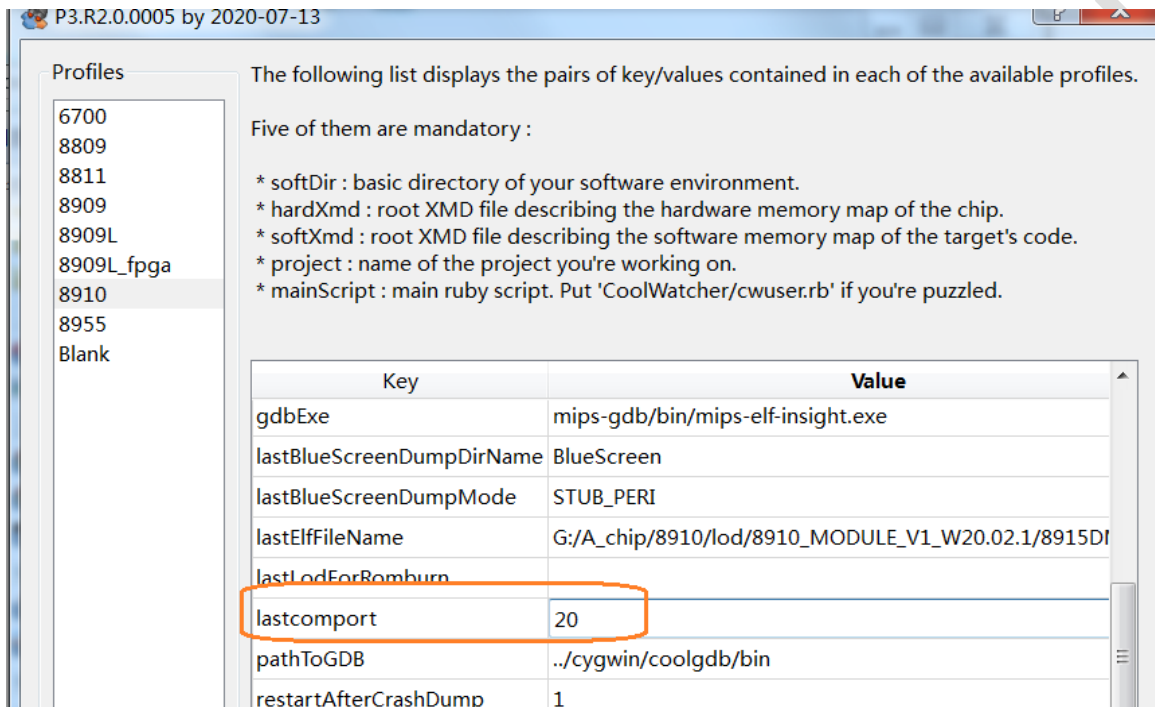 P3.R2.0.0005 by 2020-07-13
Profiles
6700
8809
8811
8909
8909L
8909L_fpga
8910
8955
Blank
The following list displays the pairs of key/values contained in each of the available profiles.
Five of them are mandatory :
* softDir : basic directory of your software environment.
* hardXmd : root XMD file describing the hardware memory map of the chip.
* softXmd : root XMD file describing the software memory map of the target's code.
* project : name of the project you're working on.
* mainScript : main ruby script. Put 'CoolWatcher/cwuser.rb' if you're puzzled.
Key Value
gdbExe mips-gdb/bin/mips-elf-insight.exe
lastBlueScreenDumpDirName BlueScreen
lastBlueScreenDumpMode STUB_PERI
lastElfFileName G:/A_chip/8910/lod/8910_MODULE_V1_W20.02.1/8915DM
lastLodForRomburn
lastcomport 20
pathToGDB ../cygwin/coolgdb/bin
restartAfterCrashDump 1